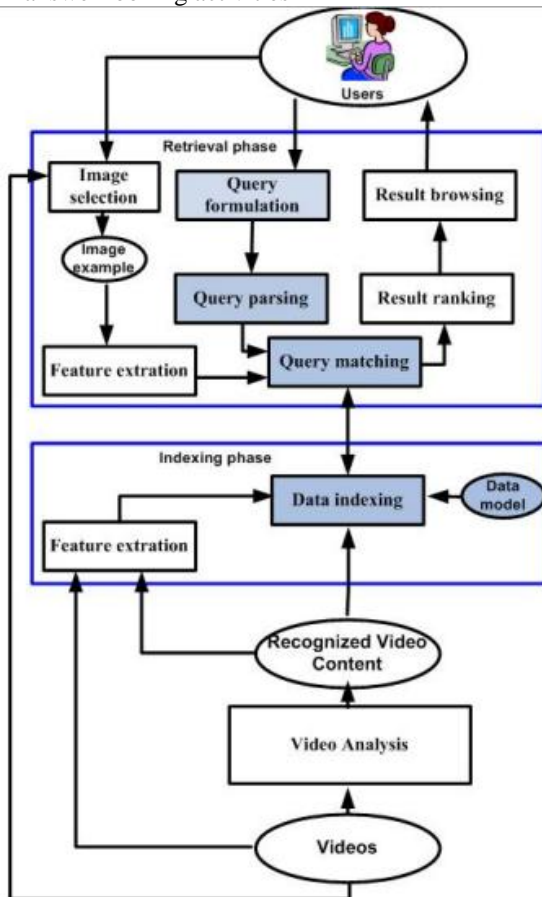 Users
Retrieval phase
Image
selection
Query
formulation
Result browsing
Image
example
Query parsing
Result ranking
Feature extration
Query matching
Indexing phase
Data indexing
Data
model
Feature extration
Recognized Video
Content
Video Analysis
Videos